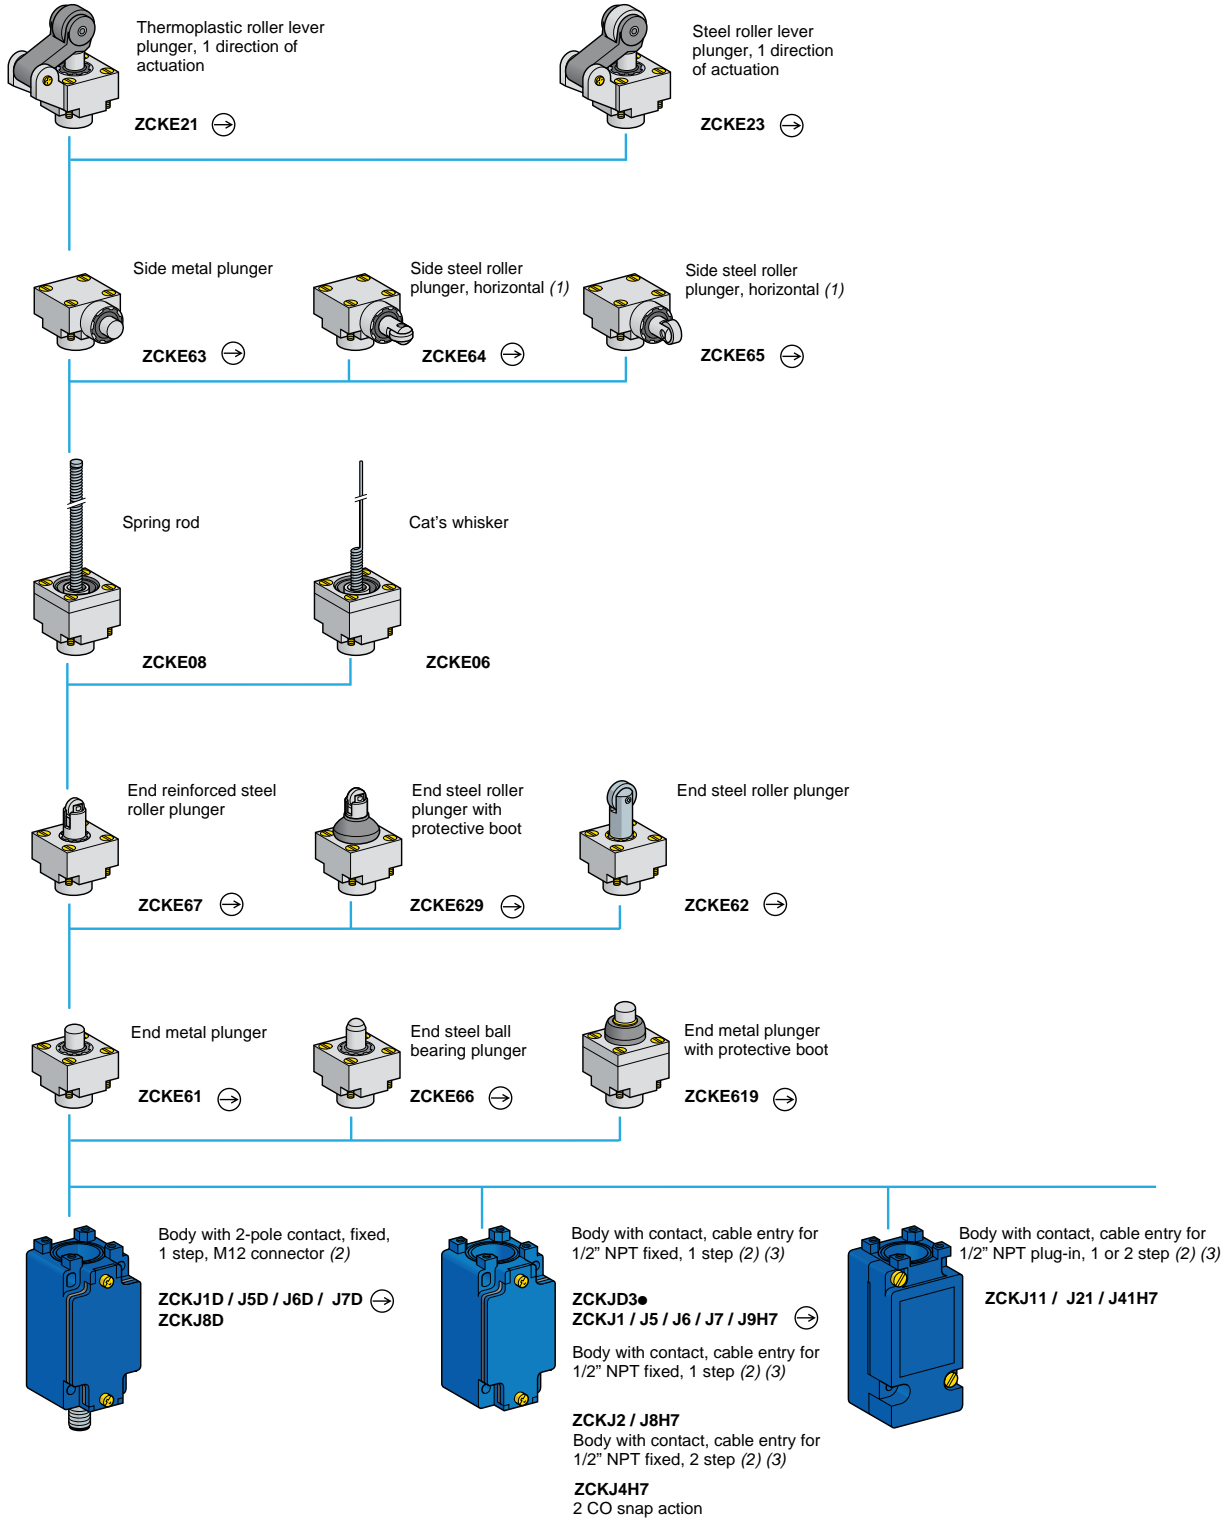 Thermoplastic roller lever
plunger, 1 direction of
actuation
ZCKE21
Steel roller lever
plunger, 1 direction
of actuation
ZCKE23
Side metal plunger
ZCKE63
Side steel roller
plunger, horizontal (1)
ZCKE64
Side steel roller
plunger, horizontal (1)
ZCKE65
Spring rod
ZCKE08
Cat's whisker
ZCKE06
End reinforced steel
roller plunger
ZCKE67
End steel roller
plunger with
protective boot
ZCKE629
End steel roller plunger
ZCKE62
End metal plunger
ZCKE61
End steel ball
bearing plunger
ZCKE66
End metal plunger
with protective boot
ZCKE619
Body with 2-pole contact, fixed,
1 step, M12 connector (2)
ZCKJ1D / J5D / J6D / J7D
ZCKJ8D
Body with contact, cable entry for
1/2” NPT fixed, 1 step (2) (3)
ZCKJD3●
ZCKJ1 / J5 / J6 / J7 / J9H7
Body with contact, cable entry for
1/2” NPT fixed, 1 step (2) (3)
ZCKJ2 / J8H7
Body with contact, cable entry for
1/2” NPT fixed, 2 step (2) (3)
ZCKJ4H7
2 CO snap action
Body with contact, cable entry for
1/2” NPT plug-in, 1 or 2 step (2) (3)
ZCKJ11 / J21 / J41H7